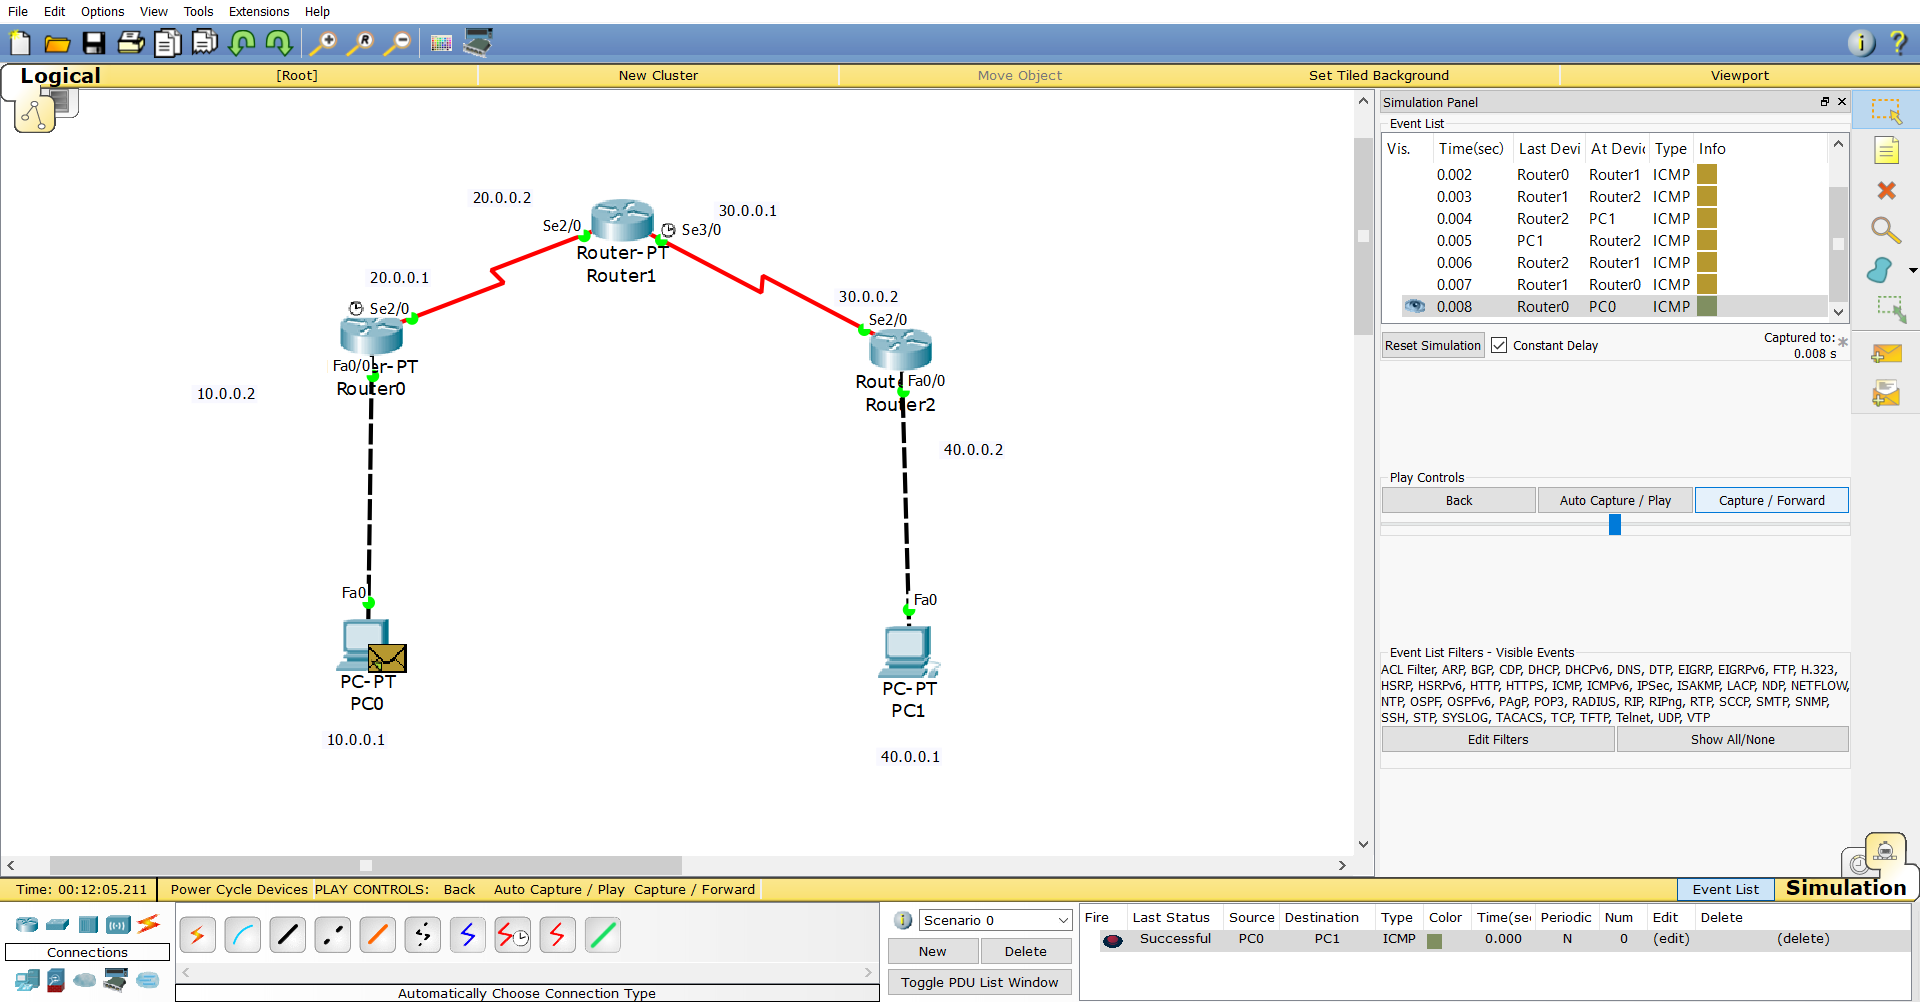 File Edit Options View Tools Extensions Help
Logical [Root] New Cluster Move Object Set Tiled Background Viewport
20.0.0.2
30.0.0.1
Se2/0
Se3/0
Router-PT
Router1
20.0.0.1
Se2/0
30.0.0.2
Se2/0
Fa0/0
er-PT
Router0
Fa0/0
Route
Router2
10.0.0.2
40.0.0.2
Fa0
Fa0
PC-PT
PC0
PC-PT
PC1
10.0.0.1
40.0.0.1
Simulation Panel
Event List
Vis. Time(sec) Last Devi At Devic Type Info
0.002 Router0 Router1 ICMP
0.003 Router1 Router2 ICMP
0.004 Router2 PC1 ICMP
0.005 PC1 Router2 ICMP
0.006 Router2 Router1 ICMP
0.007 Router1 Router0 ICMP
0.008 Router0 PC0 ICMP
Reset Simulation Constant Delay Captured to: *
0.008 s
Play Controls
Back Auto Capture / Play Capture / Forward
Event List Filters - Visible Events
ACL Filter, ARP, BGP, CDP, DHCP, DHCPv6, DNS, DTP, EIGRP, EIGRPv6, FTP, H.323,
HSRP, HSRPv6, HTTP, HTTPS, ICMP, ICMPv6, IPSec, ISAKMP, LACP, NDP, NETFLOW,
NTP, OSPF, OSPFv6, PAgP, POP3, RADIUS, RIP, RIPng, RTP, SCCP, SMTP, SNMP,
SSH, STP, SYSLOG, TACACS, TCP, TFTP, Telnet, UDP, VTP
Edit Filters Show All/None
Time: 00:12:05.211 Power Cycle Devices PLAY CONTROLS: Back Auto Capture / Play Capture / Forward Event List Simulation
Connections
Automatically Choose Connection Type
Scenario 0
New Delete
Toggle PDU List Window
Fire Last Status Source Destination Type Color Time(sec Periodic Num Edit Delete
Successful PC0 PC1 ICMP 0.000 N 0 (edit) (delete)